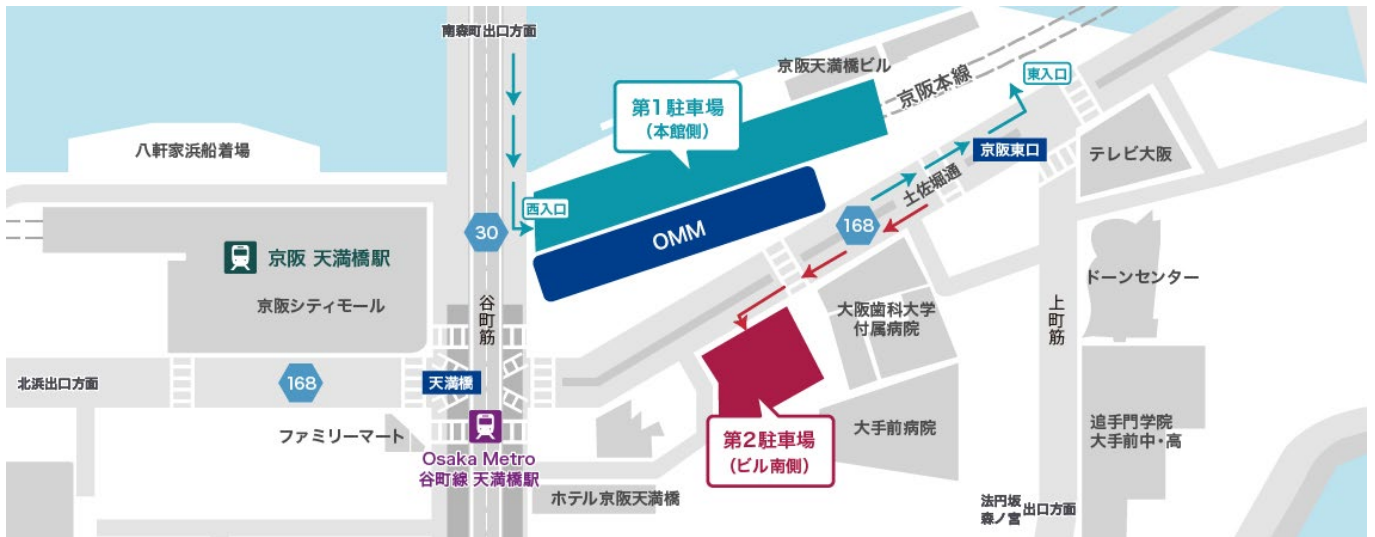 南森町出口方面
京阪天満橋ビル
京阪本線
東入口
第1駐車場
(本館側)
八軒家浜船着場
京阪東口
テレビ大阪
土佐堀通
西入口
30
168
OMM
京阪 天満橋駅
京阪シティモール
谷町筋
大阪歯科大学
付属病院
上町筋
ドーンセンター
北浜出口方面
168
天満橋
ファミリーマート
Osaka Metro
谷町線 天満橋駅
第2駐車場
(ビル南側)
大手前病院
追手門学院
大手前中・高
ホテル京阪天満橋
法円坂
森ノ宮
出口方面